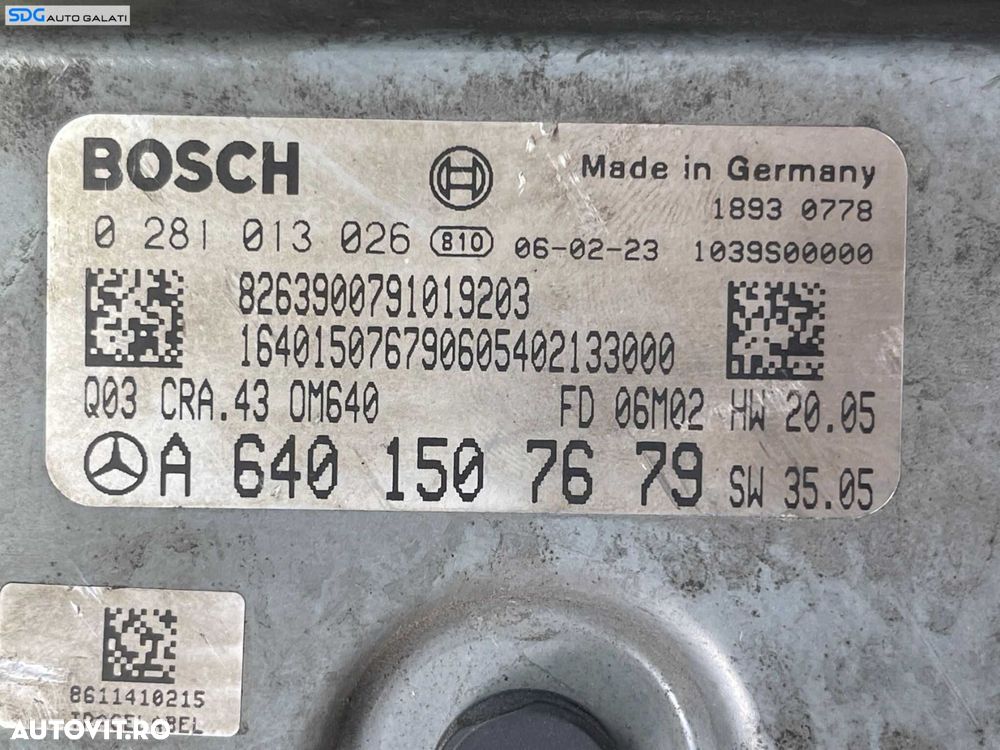 SDG AUTO GALATI
BOSCH
Made in Germany
1893 0778
0 281 013 026 810 06-02-23 1039S00000
8263900791019203
16401507679060540213​3000
Q03 CRA.43 OM640 FD 06M02 HW 20.05
A 640 150 76 79 SW 35.05
8611410215
AUTOVIT.RO